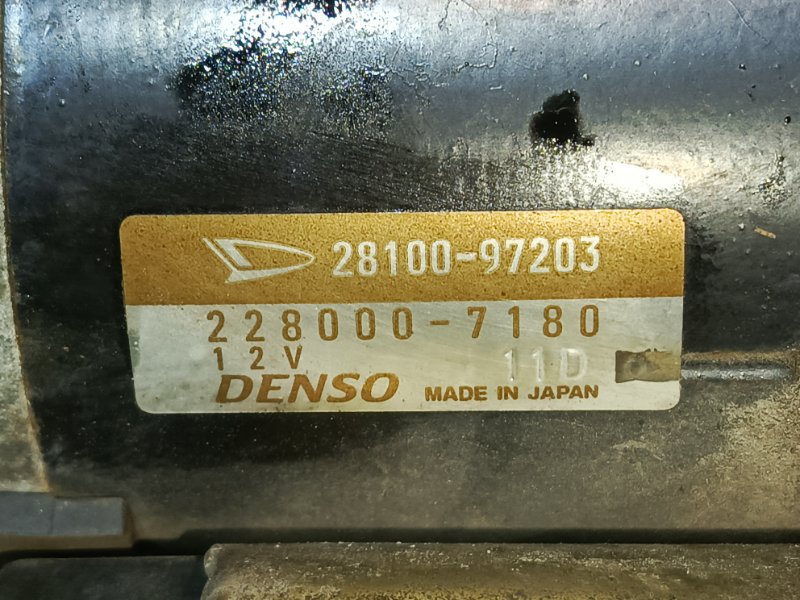 28100-97203
228000-7180
12V 11D
DENSO MADE IN JAPAN